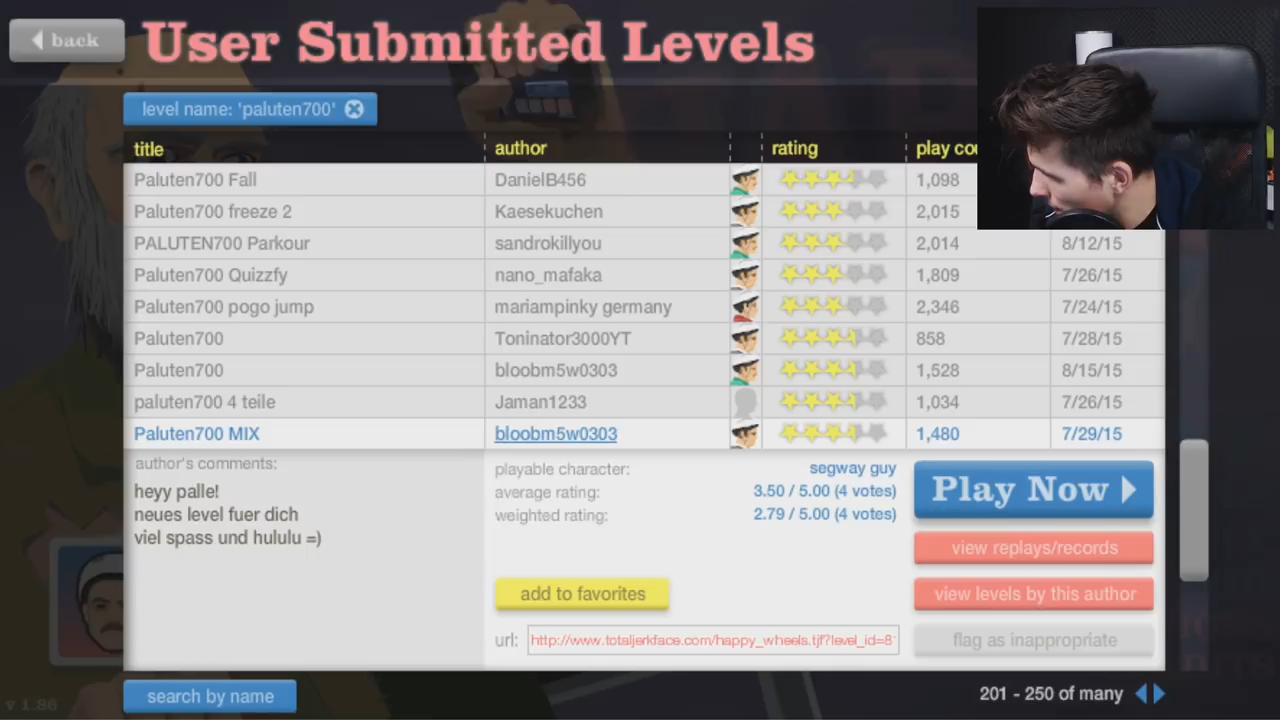 back
User Submitted Levels
level name: 'paluten700'
title author rating play cou
Paluten700 Fall DanielB456 1,098
Paluten700 freeze 2 Kaesekuchen 2,015
PALUTEN700 Parkour sandrokillyou 2,014 8/12/15
Paluten700 Quizzfy nano_mafaka 1,809 7/26/15
Paluten700 pogo jump mariampinky germany 2,346 7/24/15
Paluten700 Toninator3000YT 858 7/28/15
Paluten700 bloobm5w0303 1,528 8/15/15
paluten700 4 teile Jaman1233 1,034 7/26/15
Paluten700 MIX bloobm5w0303 1,480 7/29/15
author's comments:
heyy palle!
neues level fuer dich
viel spass und hululu =)
playable character: segway guy
average rating: 3.50 / 5.00 (4 votes)
weighted rating: 2.79 / 5.00 (4 votes)
add to favorites
url: http://www.totaljerkface.com/happy_wheels.tjf?level_id=8
Play Now
view replays/records
view levels by this author
flag as inappropriate
v 1.86
search by name
201 - 250 of many